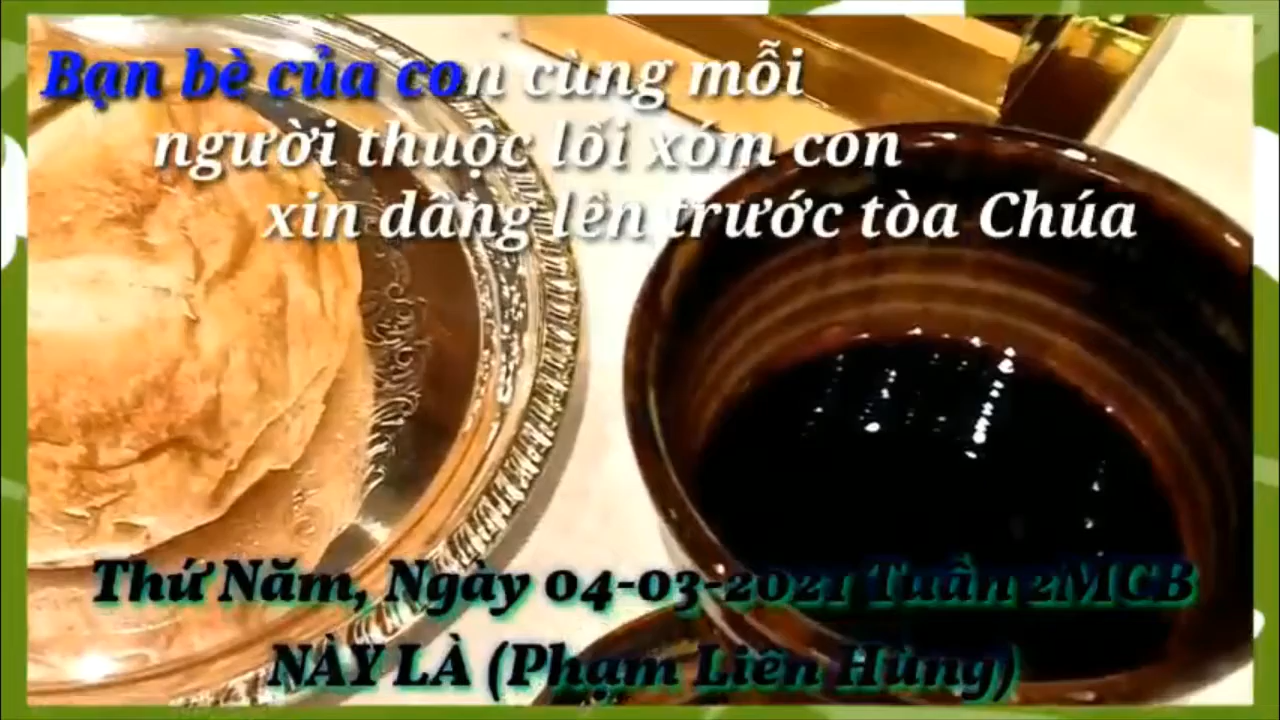 Bạn bè của con cùng mỗi
người thuộc lối xóm con
xin dâng lên trước tòa Chúa
Thứ Năm, Ngày 04-03-2021 Tuần 2MCB
NÀY LÀ (Phạm Liên Hùng)